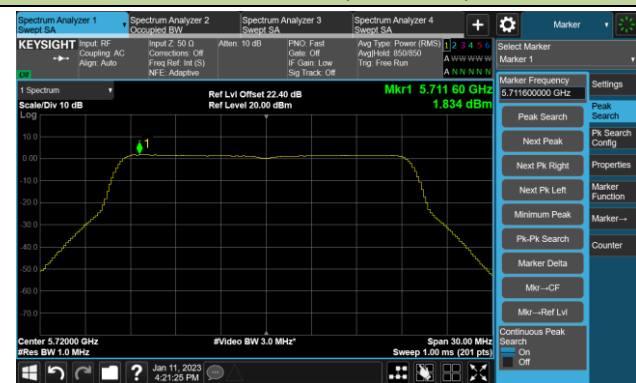 Spectrum Analyzer 1
Swept SA
Spectrum Analyzer 2
Occupied BW
Spectrum Analyzer 3
Swept SA
Spectrum Analyzer 4
Swept SA
+
Marker
KEYSIGHT
Input: RF
Coupling: AC
Align: Auto
Input Z: 50 Ω
Corrections: Off
Freq Ref: Int (S)
NFE: Adaptive
Atten: 10 dB
PNO: Fast
Gate: Off
IF Gain: Low
Sig Track: Off
Avg Type: Power (RMS)
Avg|Hold: 850/850
Trig: Free Run
1 2 3 4 5 6
A W W W W W
A N N N N N
Select Marker
Marker 1
1 Spectrum
Scale/Div 10 dB
Log
Ref Lvl Offset 22.40 dB
Ref Level 20.00 dBm
Mkr1 5.711 60 GHz
1.834 dBm
10.0
0.00
-10.0
-20.0
-30.0
-40.0
-50.0
-60.0
-70.0
1
Center 5.72000 GHz
#Res BW 1.0 MHz
#Video BW 3.0 MHz*
Span 30.00 MHz
Sweep 1.00 ms (201 pts)
Marker Frequency
5.711600000 GHz
Peak Search
Next Peak
Next Pk Right
Next Pk Left
Minimum Peak
Pk-Pk Search
Marker Delta
Mkr→CF
Mkr→Ref Lvl
Continuous Peak
Search
On
Off
Settings
Peak
Search
Pk Search
Config
Properties
Marker
Function
Marker→
Counter
?
Jan 11, 2023
4:21:25 PM